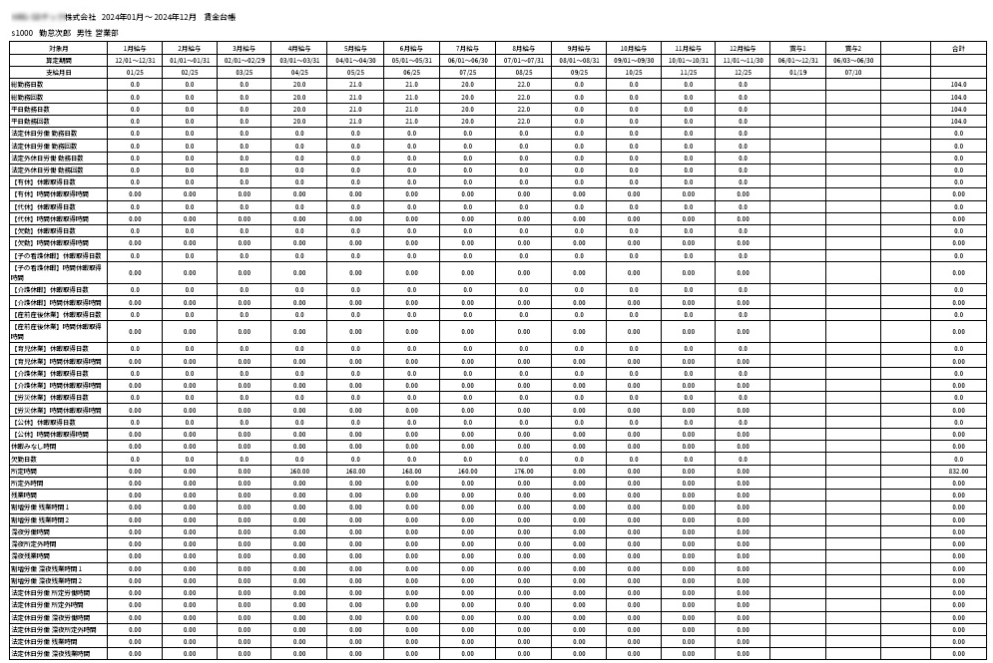 株式会社 2024年01月～2024年12月 賃金台帳
s1000 勤怠次郎 男性 営業部
対象月 1月給与 2月給与 3月給与 4月給与 5月給与 6月給与 7月給与 8月給与 9月給与 10月給与 11月給与 12月給与 賞与1 賞与2 合計
算定期間 12/01～12/31 01/01～01/31 02/01～02/29 03/01～03/31 04/01～04/30 05/01～05/31 06/01～06/30 07/01～07/31 08/01～08/31 09/01～09/30 10/01～10/31 11/01～11/30 06/01～12/31 06/03～06/30
支給月日 01/25 02/25 03/25 04/25 05/25 06/25 07/25 08/25 09/25 10/25 11/25 12/25 01/19 07/10
総勤務日数 0.0 0.0 0.0 20.0 21.0 21.0 20.0 22.0 0.0 0.0 0.0 0.0 104.0
総勤務回数 0.0 0.0 0.0 20.0 21.0 21.0 20.0 22.0 0.0 0.0 0.0 0.0 104.0
平日勤務日数 0.0 0.0 0.0 20.0 21.0 21.0 20.0 22.0 0.0 0.0 0.0 0.0 104.0
平日勤務回数 0.0 0.0 0.0 20.0 21.0 21.0 20.0 22.0 0.0 0.0 0.0 0.0 104.0
法定休日労働 勤務日数 0.0 0.0 0.0 0.0 0.0 0.0 0.0 0.0 0.0 0.0 0.0 0.0 0.0
法定休日労働 勤務回数 0.0 0.0 0.0 0.0 0.0 0.0 0.0 0.0 0.0 0.0 0.0 0.0 0.0
法定外休日労働 勤務日数 0.0 0.0 0.0 0.0 0.0 0.0 0.0 0.0 0.0 0.0 0.0 0.0 0.0
法定外休日労働 勤務回数 0.0 0.0 0.0 0.0 0.0 0.0 0.0 0.0 0.0 0.0 0.0 0.0 0.0
【有休】休暇取得日数 0.0 0.0 0.0 0.0 0.0 0.0 0.0 0.0 0.0 0.0 0.0 0.0 0.0
【有休】時間休暇取得時間 0.00 0.00 0.00 0.00 0.00 0.00 0.00 0.00 0.00 0.00 0.00 0.00 0.00
【代休】休暇取得日数 0.0 0.0 0.0 0.0 0.0 0.0 0.0 0.0 0.0 0.0 0.0 0.0 0.0
【代休】時間休暇取得時間 0.00 0.00 0.00 0.00 0.00 0.00 0.00 0.00 0.00 0.00 0.00 0.00 0.00
【欠勤】休暇取得日数 0.0 0.0 0.0 0.0 0.0 0.0 0.0 0.0 0.0 0.0 0.0 0.0 0.0
【欠勤】時間休暇取得時間 0.00 0.00 0.00 0.00 0.00 0.00 0.00 0.00 0.00 0.00 0.00 0.00 0.00
【子の看護休暇】休暇取得日数 0.0 0.0 0.0 0.0 0.0 0.0 0.0 0.0 0.0 0.0 0.0 0.0 0.0
【子の看護休暇】時間休暇取得
時間 0.00 0.00 0.00 0.00 0.00 0.00 0.00 0.00 0.00 0.00 0.00 0.00 0.00
【介護休暇】休暇取得日数 0.0 0.0 0.0 0.0 0.0 0.0 0.0 0.0 0.0 0.0 0.0 0.0 0.0
【介護休暇】時間休暇取得時間 0.00 0.00 0.00 0.00 0.00 0.00 0.00 0.00 0.00 0.00 0.00 0.00 0.00
【産前産後休業】休暇取得日数 0.0 0.0 0.0 0.0 0.0 0.0 0.0 0.0 0.0 0.0 0.0 0.0 0.0
【産前産後休業】時間休暇取得
時間 0.00 0.00 0.00 0.00 0.00 0.00 0.00 0.00 0.00 0.00 0.00 0.00 0.00
【育児休業】休暇取得日数 0.0 0.0 0.0 0.0 0.0 0.0 0.0 0.0 0.0 0.0 0.0 0.0 0.0
【育児休業】時間休暇取得時間 0.00 0.00 0.00 0.00 0.00 0.00 0.00 0.00 0.00 0.00 0.00 0.00 0.00
【介護休業】休暇取得日数 0.0 0.0 0.0 0.0 0.0 0.0 0.0 0.0 0.0 0.0 0.0 0.0 0.0
【介護休業】時間休暇取得時間 0.00 0.00 0.00 0.00 0.00 0.00 0.00 0.00 0.00 0.00 0.00 0.00 0.00
【労災休業】休暇取得日数 0.0 0.0 0.0 0.0 0.0 0.0 0.0 0.0 0.0 0.0 0.0 0.0 0.0
【労災休業】時間休暇取得時間 0.00 0.00 0.00 0.00 0.00 0.00 0.00 0.00 0.00 0.00 0.00 0.00 0.00
【公休】休暇取得日数 0.0 0.0 0.0 0.0 0.0 0.0 0.0 0.0 0.0 0.0 0.0 0.0 0.0
【公休】時間休暇取得時間 0.00 0.00 0.00 0.00 0.00 0.00 0.00 0.00 0.00 0.00 0.00 0.00 0.00
休暇みなし時間 0.00 0.00 0.00 0.00 0.00 0.00 0.00 0.00 0.00 0.00 0.00 0.00 0.00
欠勤日数 0.0 0.0 0.0 0.0 0.0 0.0 0.0 0.0 0.0 0.0 0.0 0.0 0.0
所定時間 0.00 0.00 0.00 160.00 168.00 168.00 160.00 176.00 0.00 0.00 0.00 0.00 832.00
所定外時間 0.00 0.00 0.00 0.00 0.00 0.00 0.00 0.00 0.00 0.00 0.00 0.00 0.00
残業時間 0.00 0.00 0.00 0.00 0.00 0.00 0.00 0.00 0.00 0.00 0.00 0.00 0.00
割増労働 残業時間 1 0.00 0.00 0.00 0.00 0.00 0.00 0.00 0.00 0.00 0.00 0.00 0.00 0.00
割増労働 残業時間 2 0.00 0.00 0.00 0.00 0.00 0.00 0.00 0.00 0.00 0.00 0.00 0.00 0.00
深夜労働時間 0.00 0.00 0.00 0.00 0.00 0.00 0.00 0.00 0.00 0.00 0.00 0.00 0.00
深夜所定外時間 0.00 0.00 0.00 0.00 0.00 0.00 0.00 0.00 0.00 0.00 0.00 0.00 0.00
深夜残業時間 0.00 0.00 0.00 0.00 0.00 0.00 0.00 0.00 0.00 0.00 0.00 0.00 0.00
割増労働 深夜残業時間 1 0.00 0.00 0.00 0.00 0.00 0.00 0.00 0.00 0.00 0.00 0.00 0.00 0.00
割増労働 深夜残業時間 2 0.00 0.00 0.00 0.00 0.00 0.00 0.00 0.00 0.00 0.00 0.00 0.00 0.00
法定休日労働 所定労働時間 0.00 0.00 0.00 0.00 0.00 0.00 0.00 0.00 0.00 0.00 0.00 0.00 0.00
法定休日労働 所定外時間 0.00 0.00 0.00 0.00 0.00 0.00 0.00 0.00 0.00 0.00 0.00 0.00 0.00
法定休日労働 深夜労働時間 0.00 0.00 0.00 0.00 0.00 0.00 0.00 0.00 0.00 0.00 0.00 0.00 0.00
法定休日労働 深夜所定外時間 0.00 0.00 0.00 0.00 0.00 0.00 0.00 0.00 0.00 0.00 0.00 0.00 0.00
法定休日労働 残業時間 0.00 0.00 0.00 0.00 0.00 0.00 0.00 0.00 0.00 0.00 0.00 0.00 0.00
法定休日労働 深夜残業時間 0.00 0.00 0.00 0.00 0.00 0.00 0.00 0.00 0.00 0.00 0.00 0.00 0.00